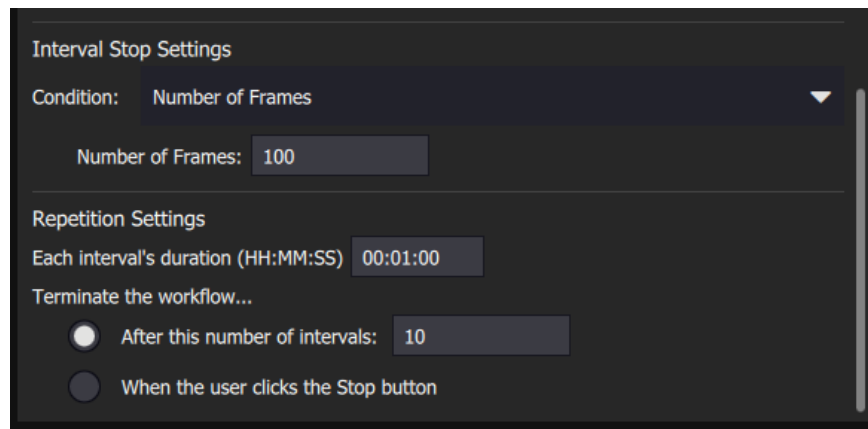 Interval Stop Settings
Condition: Number of Frames
Number of Frames: 100
Repetition Settings
Each interval's duration (HH:MM:SS) 00:01:00
Terminate the workflow...
After this number of intervals: 10
When the user clicks the Stop button